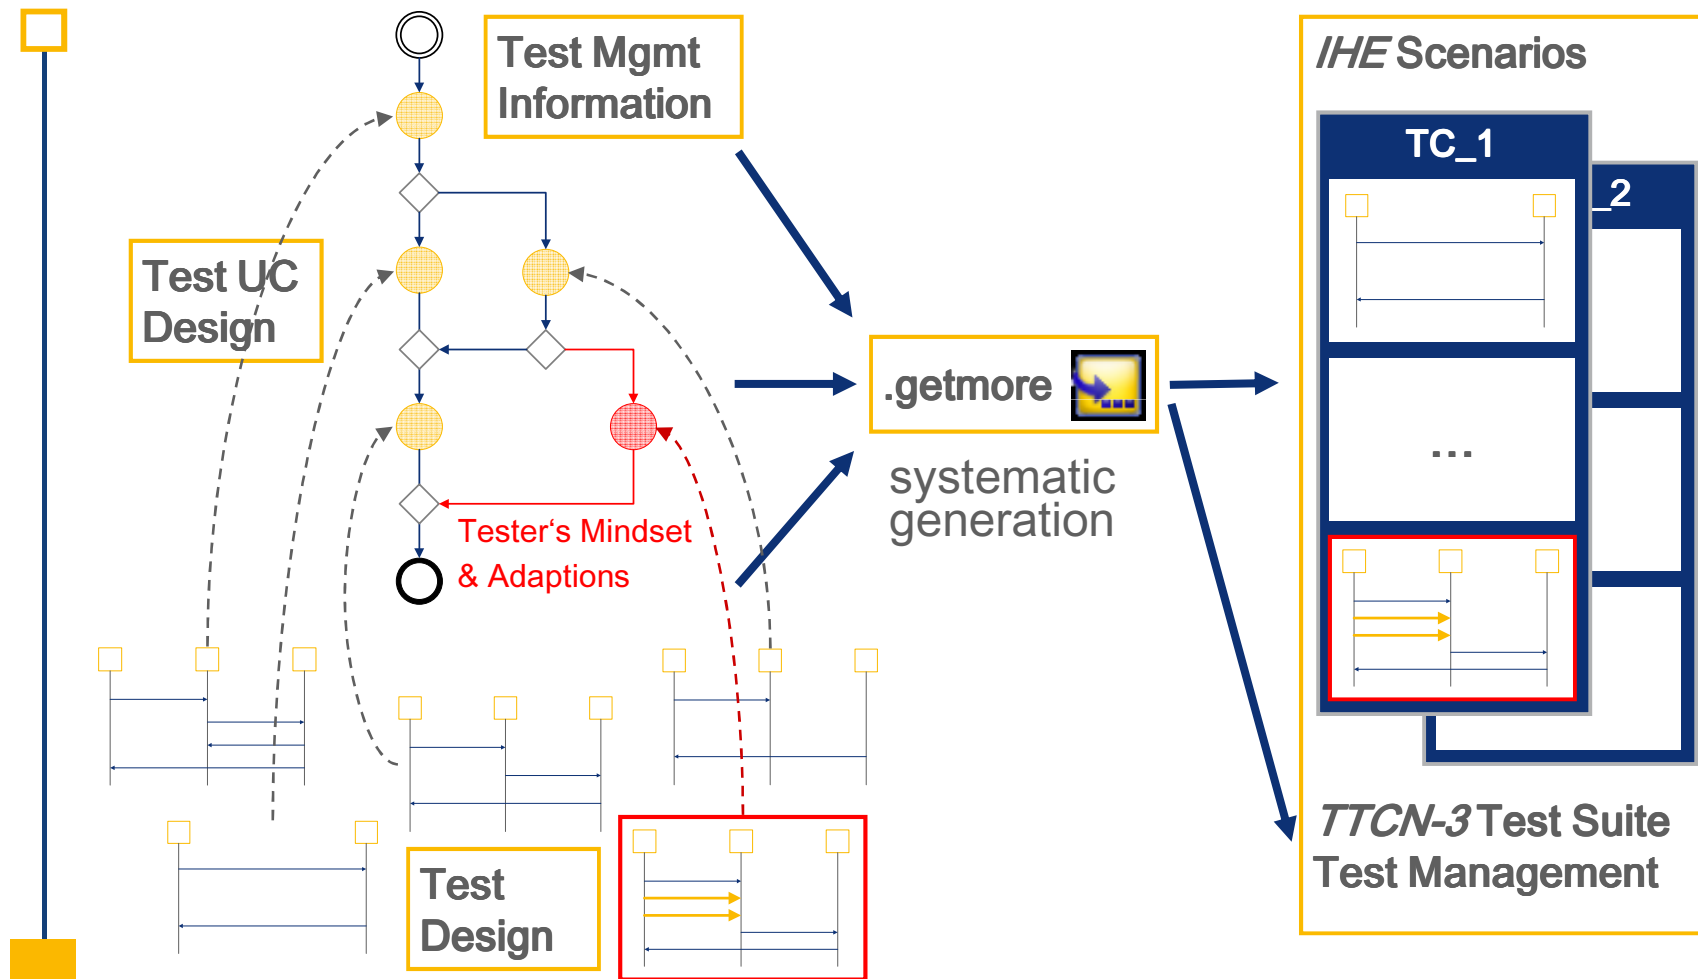 Test Mgmt
Information
Test UC
Design
Tester‘s Mindset
& Adaptions
Test
Design
.getmore
systematic
generation
IHE Scenarios
TC_1
_2
...
TTCN-3 Test Suite
Test Management